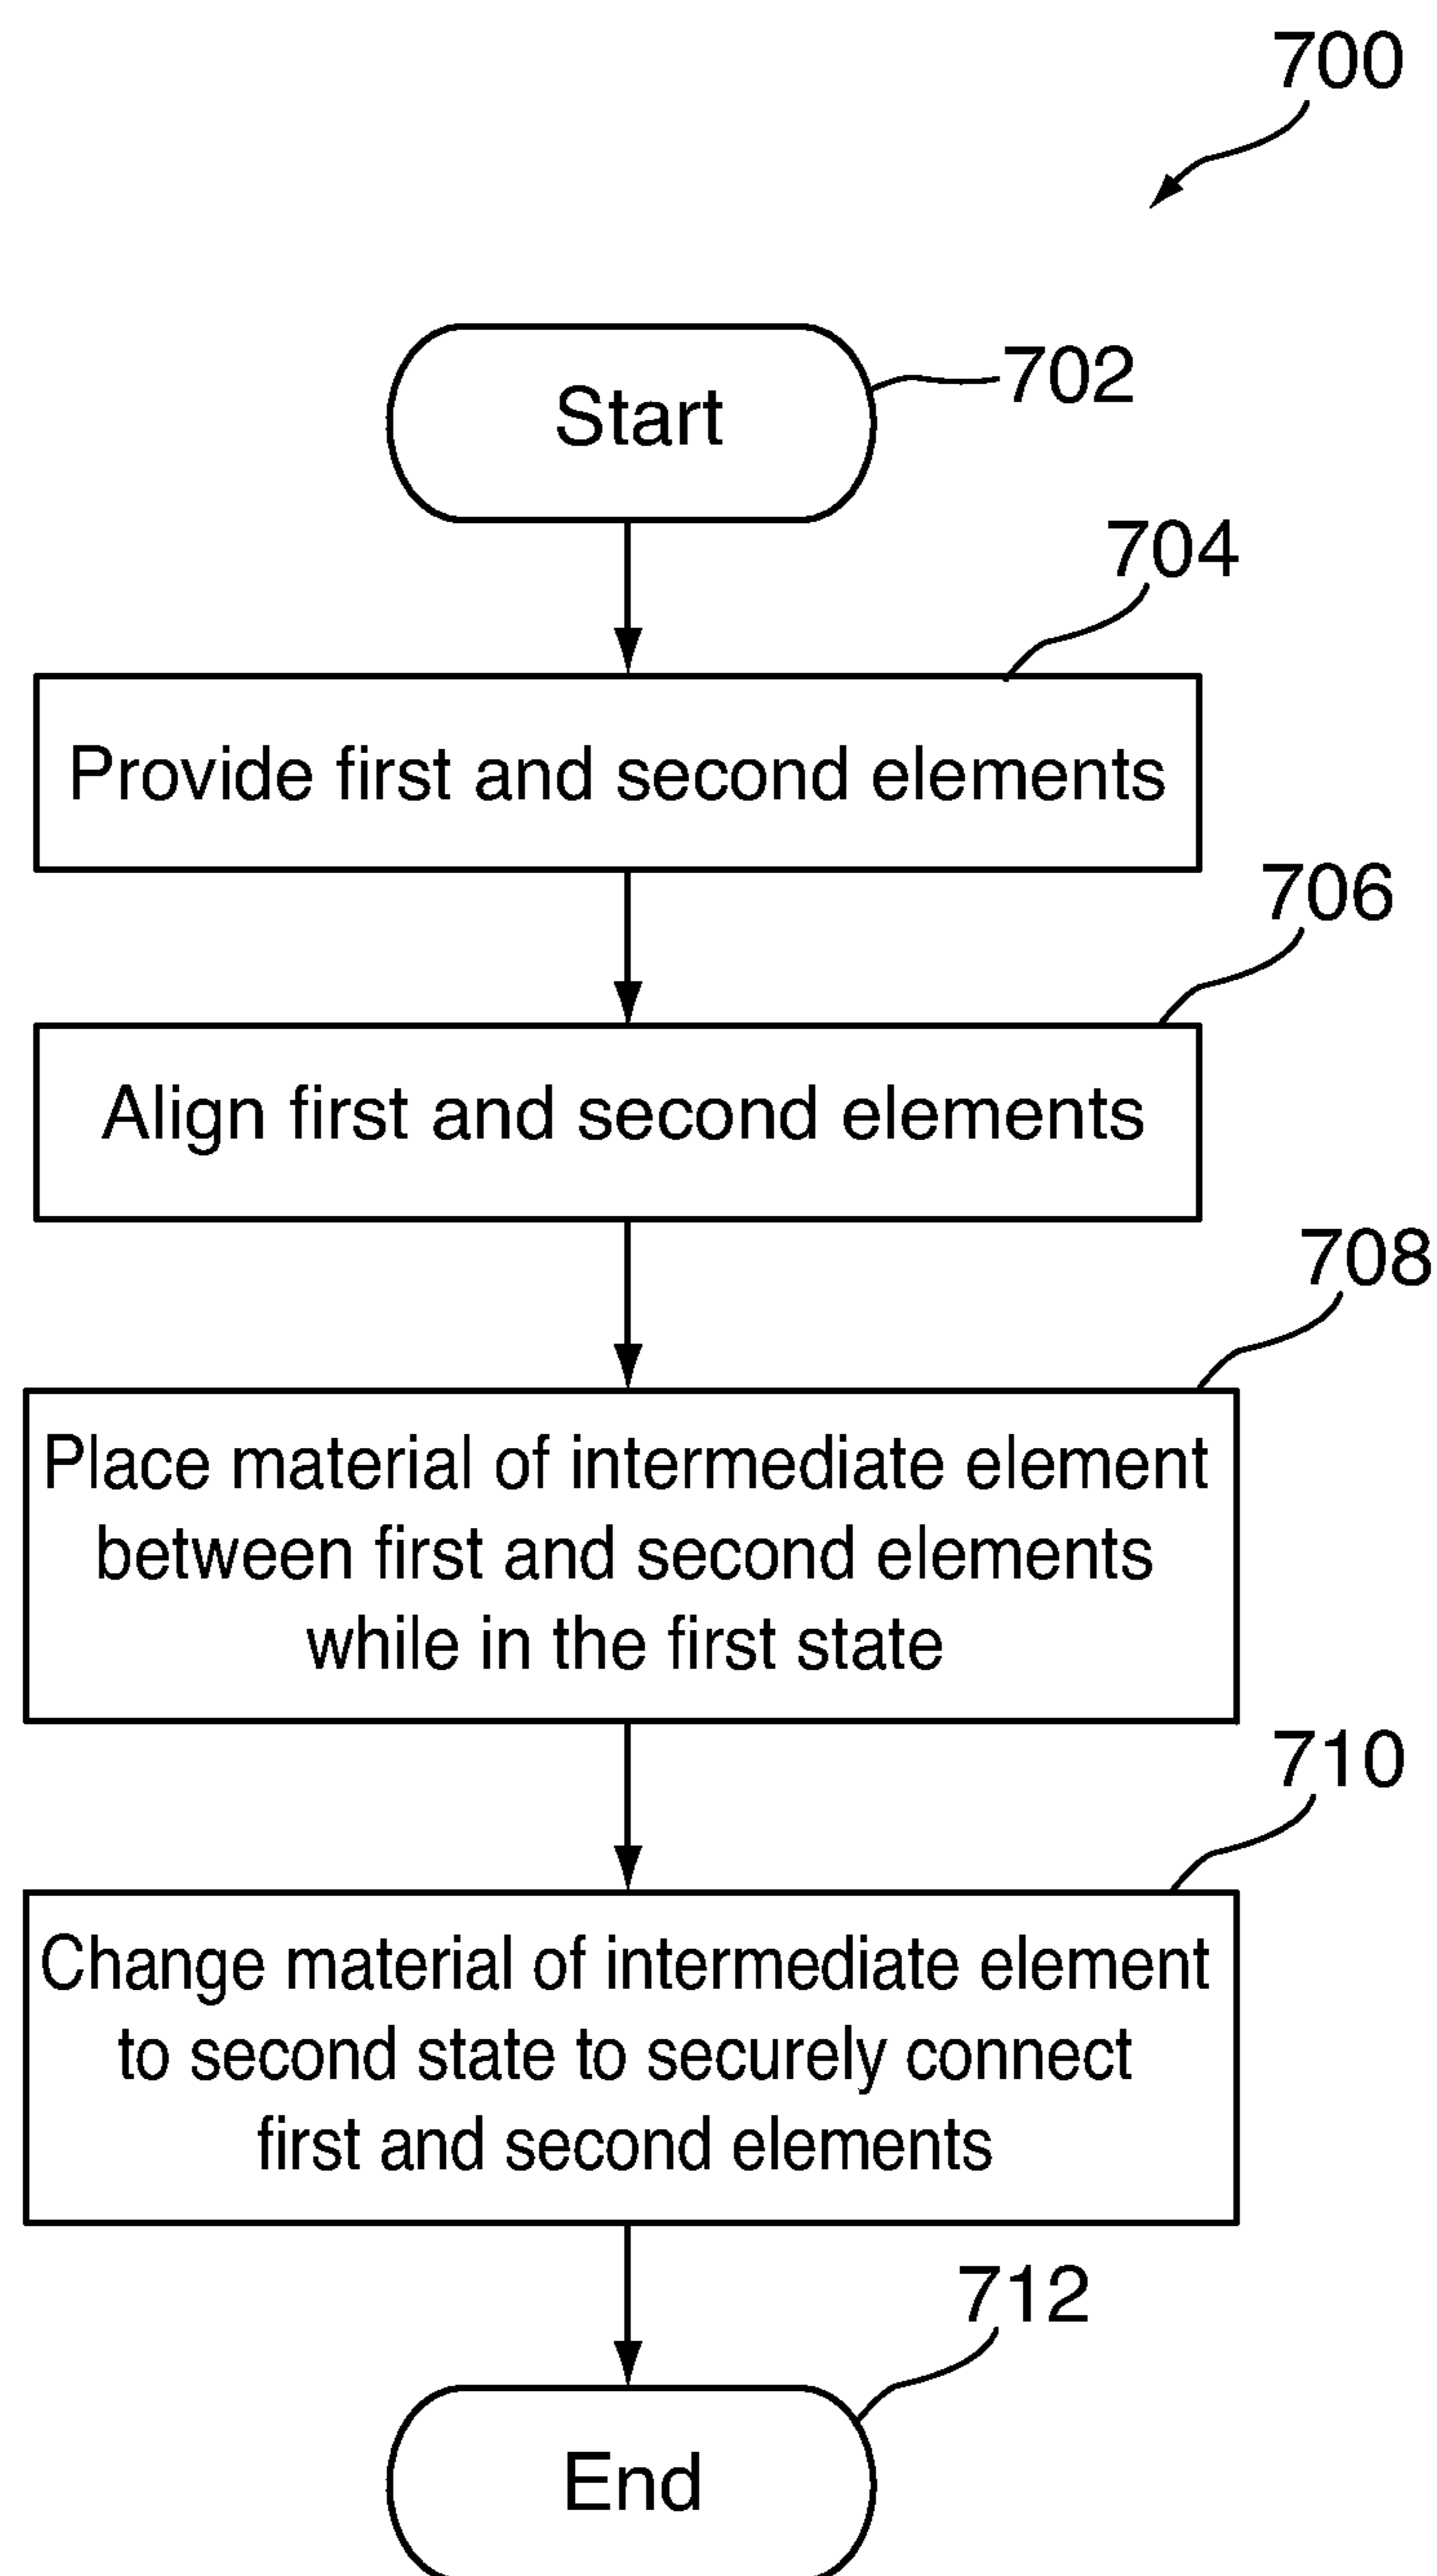 700
Start
702
704
Provide first and second elements
706
Align first and second elements
708
Place material of intermediate element
between first and second elements
while in the first state
710
Change material of intermediate element
to second state to securely connect
first and second elements
712
End